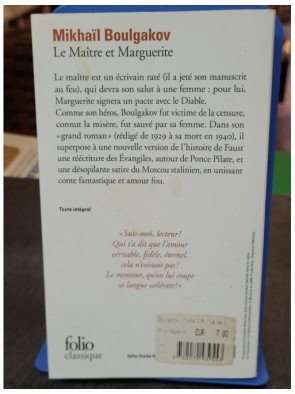 Mikhaïl Boulgakov
Le Maître et Marguerite
Le maître est un écrivain raté (il a jeté son manuscrit
au feu), qui devra son salut à une femme : pour lui,
Marguerite signera un pacte avec le Diable.
Comme son héros, Boulgakov fut victime de la censure,
connut la misère, fut sauvé par sa femme. Dans son
« grand roman » (rédigé de 1929 à sa mort en 1940), il
superpose à une nouvelle version de l'histoire de Faust
une réécriture des Évangiles, autour de Ponce Pilate, et
une désopilante satire du Moscou stalinien, en unissant
conte fantastique et amour fou.
Texte intégral
« Suis-moi, lecteur !
Qui t'a dit que l'amour
véritable, fidèle, éternel,
cela n'existait pas ?
Le menteur, qu'on lui coupe
sa langue scélérate ! »
EUR 7.80
folio
classique